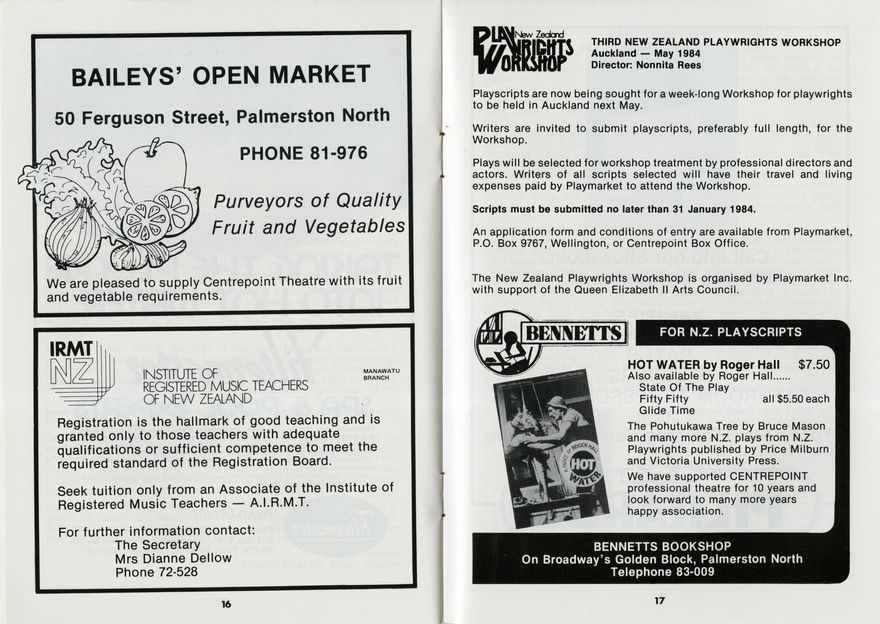 BAILEYS' OPEN MARKET
50 Ferguson Street, Palmerston North
PHONE 81-976
Purveyors of Quality
Fruit and Vegetables
We are pleased to supply Centrepoint Theatre with its fruit
and vegetable requirements.
IRMT
NZ
INSTITUTE OF
REGISTERED MUSIC TEACHERS
OF NEW ZEALAND
MANAWATU
BRANCH
Registration is the hallmark of good teaching and is
granted only to those teachers with adequate
qualifications or sufficient competence to meet the
required standard of the Registration Board.
Seek tuition only from an Associate of the Institute of
Registered Music Teachers — A.I.R.M.T.
For further information contact:
The Secretary
Mrs Dianne Dellow
Phone 72-528
16
New Zealand
PLAYWRIGHTS
WORKSHOP
THIRD NEW ZEALAND PLAYWRIGHTS WORKSHOP
Auckland — May 1984
Director: Nonnita Rees
Playscripts are now being sought for a week-long Workshop for playwrights
to be held in Auckland next May.
Writers are invited to submit playscripts, preferably full length, for the
Workshop.
Plays will be selected for workshop treatment by professional directors and
actors. Writers of all scripts selected will have their travel and living
expenses paid by Playmarket to attend the Workshop.
Scripts must be submitted no later than 31 January 1984.
An application form and conditions of entry are available from Playmarket,
P.O. Box 9767, Wellington, or Centrepoint Box Office.
The New Zealand Playwrights Workshop is organised by Playmarket Inc.
with support of the Queen Elizabeth II Arts Council.
BENNETTS
FOR N.Z. PLAYSCRIPTS
HOT WATER by Roger Hall $7.50
Also available by Roger Hall......
State Of The Play
Fifty Fifty all $5.50 each
Glide Time
The Pohutukawa Tree by Bruce Mason
and many more N.Z. plays from N.Z.
Playwrights published by Price Milburn
and Victoria University Press.
We have supported CENTREPOINT
professional theatre for 10 years and
look forward to many more years
happy association.
A FARCE BY ROGER HALL
HOT
WATER
BENNETTS BOOKSHOP
On Broadway's Golden Block, Palmerston North
Telephone 83-009
17